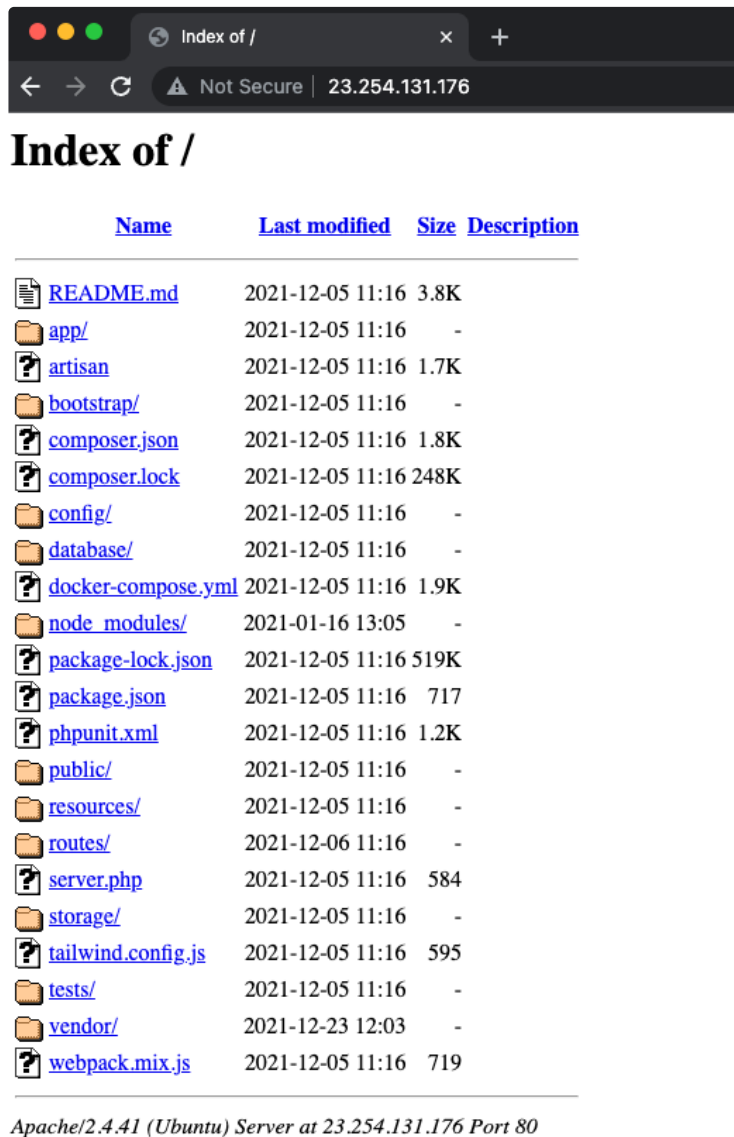 Index of /
Not Secure | 23.254.131.176
Index of /
Name Last modified Size Description
README.md 2021-12-05 11:16 3.8K
app/ 2021-12-05 11:16 -
artisan 2021-12-05 11:16 1.7K
bootstrap/ 2021-12-05 11:16 -
composer.json 2021-12-05 11:16 1.8K
composer.lock 2021-12-05 11:16 248K
config/ 2021-12-05 11:16 -
database/ 2021-12-05 11:16 -
docker-compose.yml 2021-12-05 11:16 1.9K
node_modules/ 2021-01-16 13:05 -
package-lock.json 2021-12-05 11:16 519K
package.json 2021-12-05 11:16 717
phpunit.xml 2021-12-05 11:16 1.2K
public/ 2021-12-05 11:16 -
resources/ 2021-12-05 11:16 -
routes/ 2021-12-06 11:16 -
server.php 2021-12-05 11:16 584
storage/ 2021-12-05 11:16 -
tailwind.config.js 2021-12-05 11:16 595
tests/ 2021-12-05 11:16 -
vendor/ 2021-12-23 12:03 -
webpack.mix.js 2021-12-05 11:16 719
Apache/2.4.41 (Ubuntu) Server at 23.254.131.176 Port 80